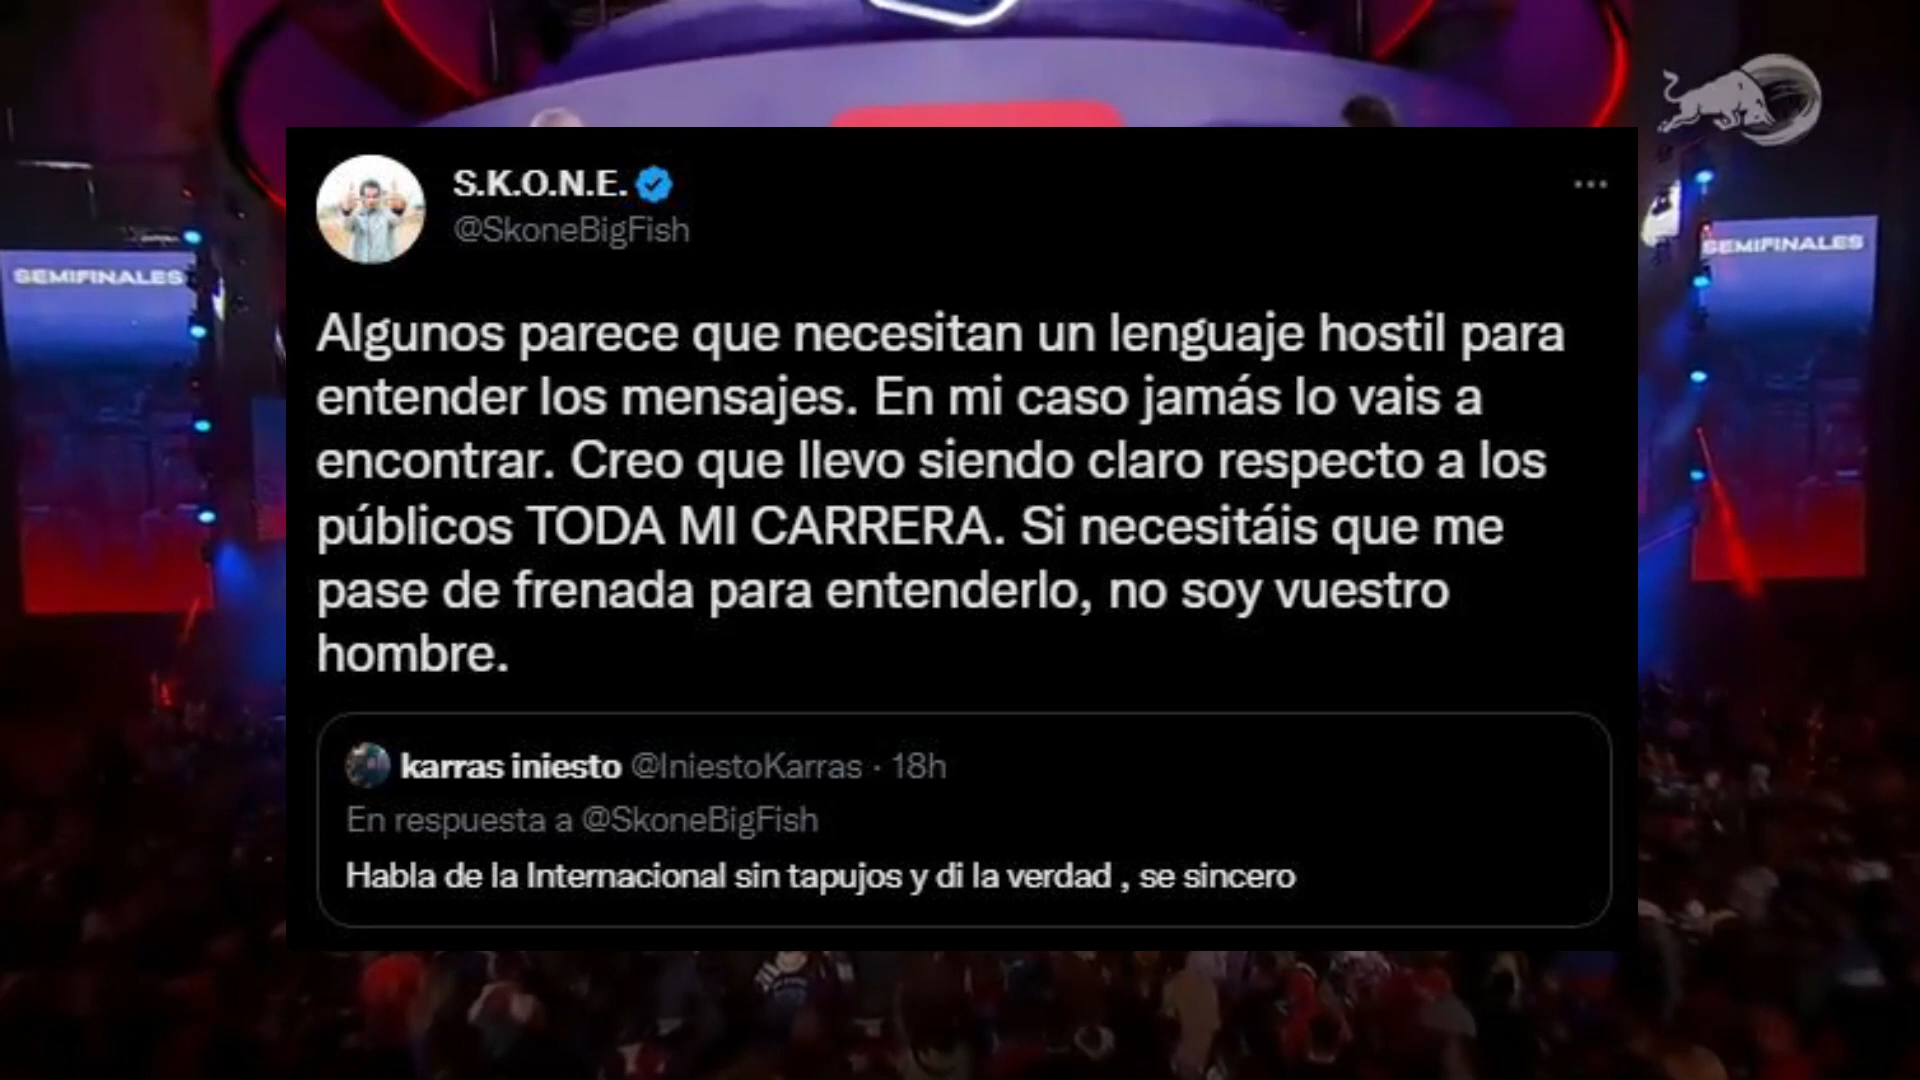 SEMIFINALES
SEMIFINALES
S.K.O.N.E.
@SkoneBigFish
Algunos parece que necesitan un lenguaje hostil para
entender los mensajes. En mi caso jamás lo vais a
encontrar. Creo que llevo siendo claro respecto a los
públicos TODA MI CARRERA. Si necesitáis que me
pase de frenada para entenderlo, no soy vuestro
hombre.
karras iniesto @IniestoKarras · 18h
En respuesta a @SkoneBigFish
Habla de la Internacional sin tapujos y di la verdad , se sincero